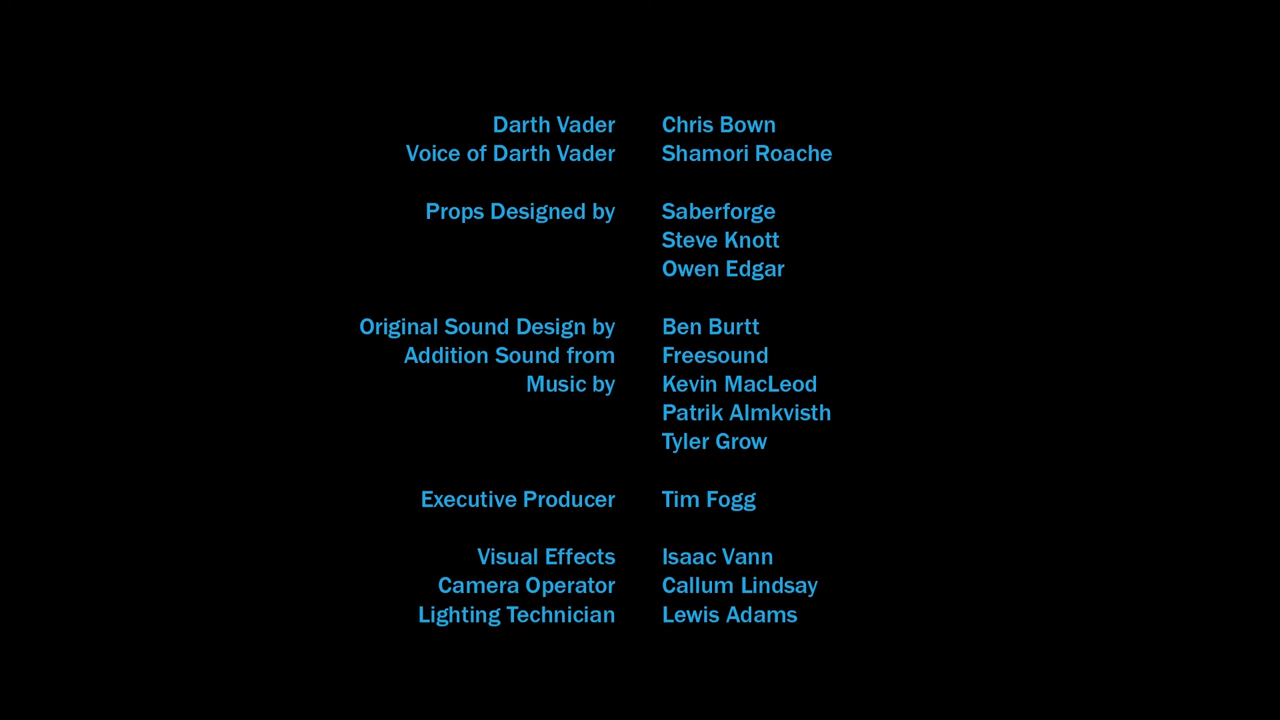 Darth Vader Chris Bown
Voice of Darth Vader Shamori Roache
Props Designed by Saberforge
Steve Knott
Owen Edgar
Original Sound Design by Ben Burtt
Addition Sound from Freesound
Music by Kevin MacLeod
Patrik Almkvisth
Tyler Grow
Executive Producer Tim Fogg
Visual Effects Isaac Vann
Camera Operator Callum Lindsay
Lighting Technician Lewis Adams